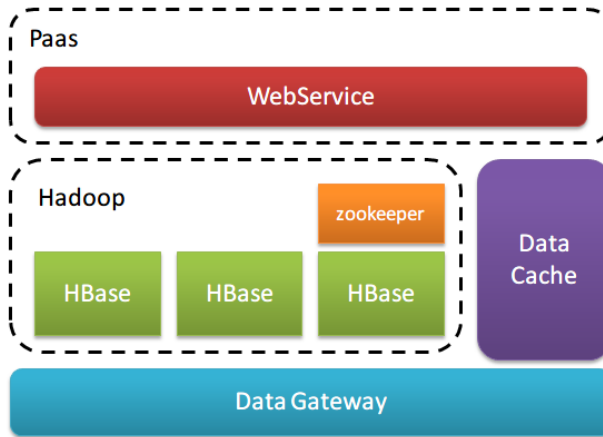 Paas
WebService
Hadoop
zookeeper
HBase
HBase
HBase
Data
Cache
Data Gateway